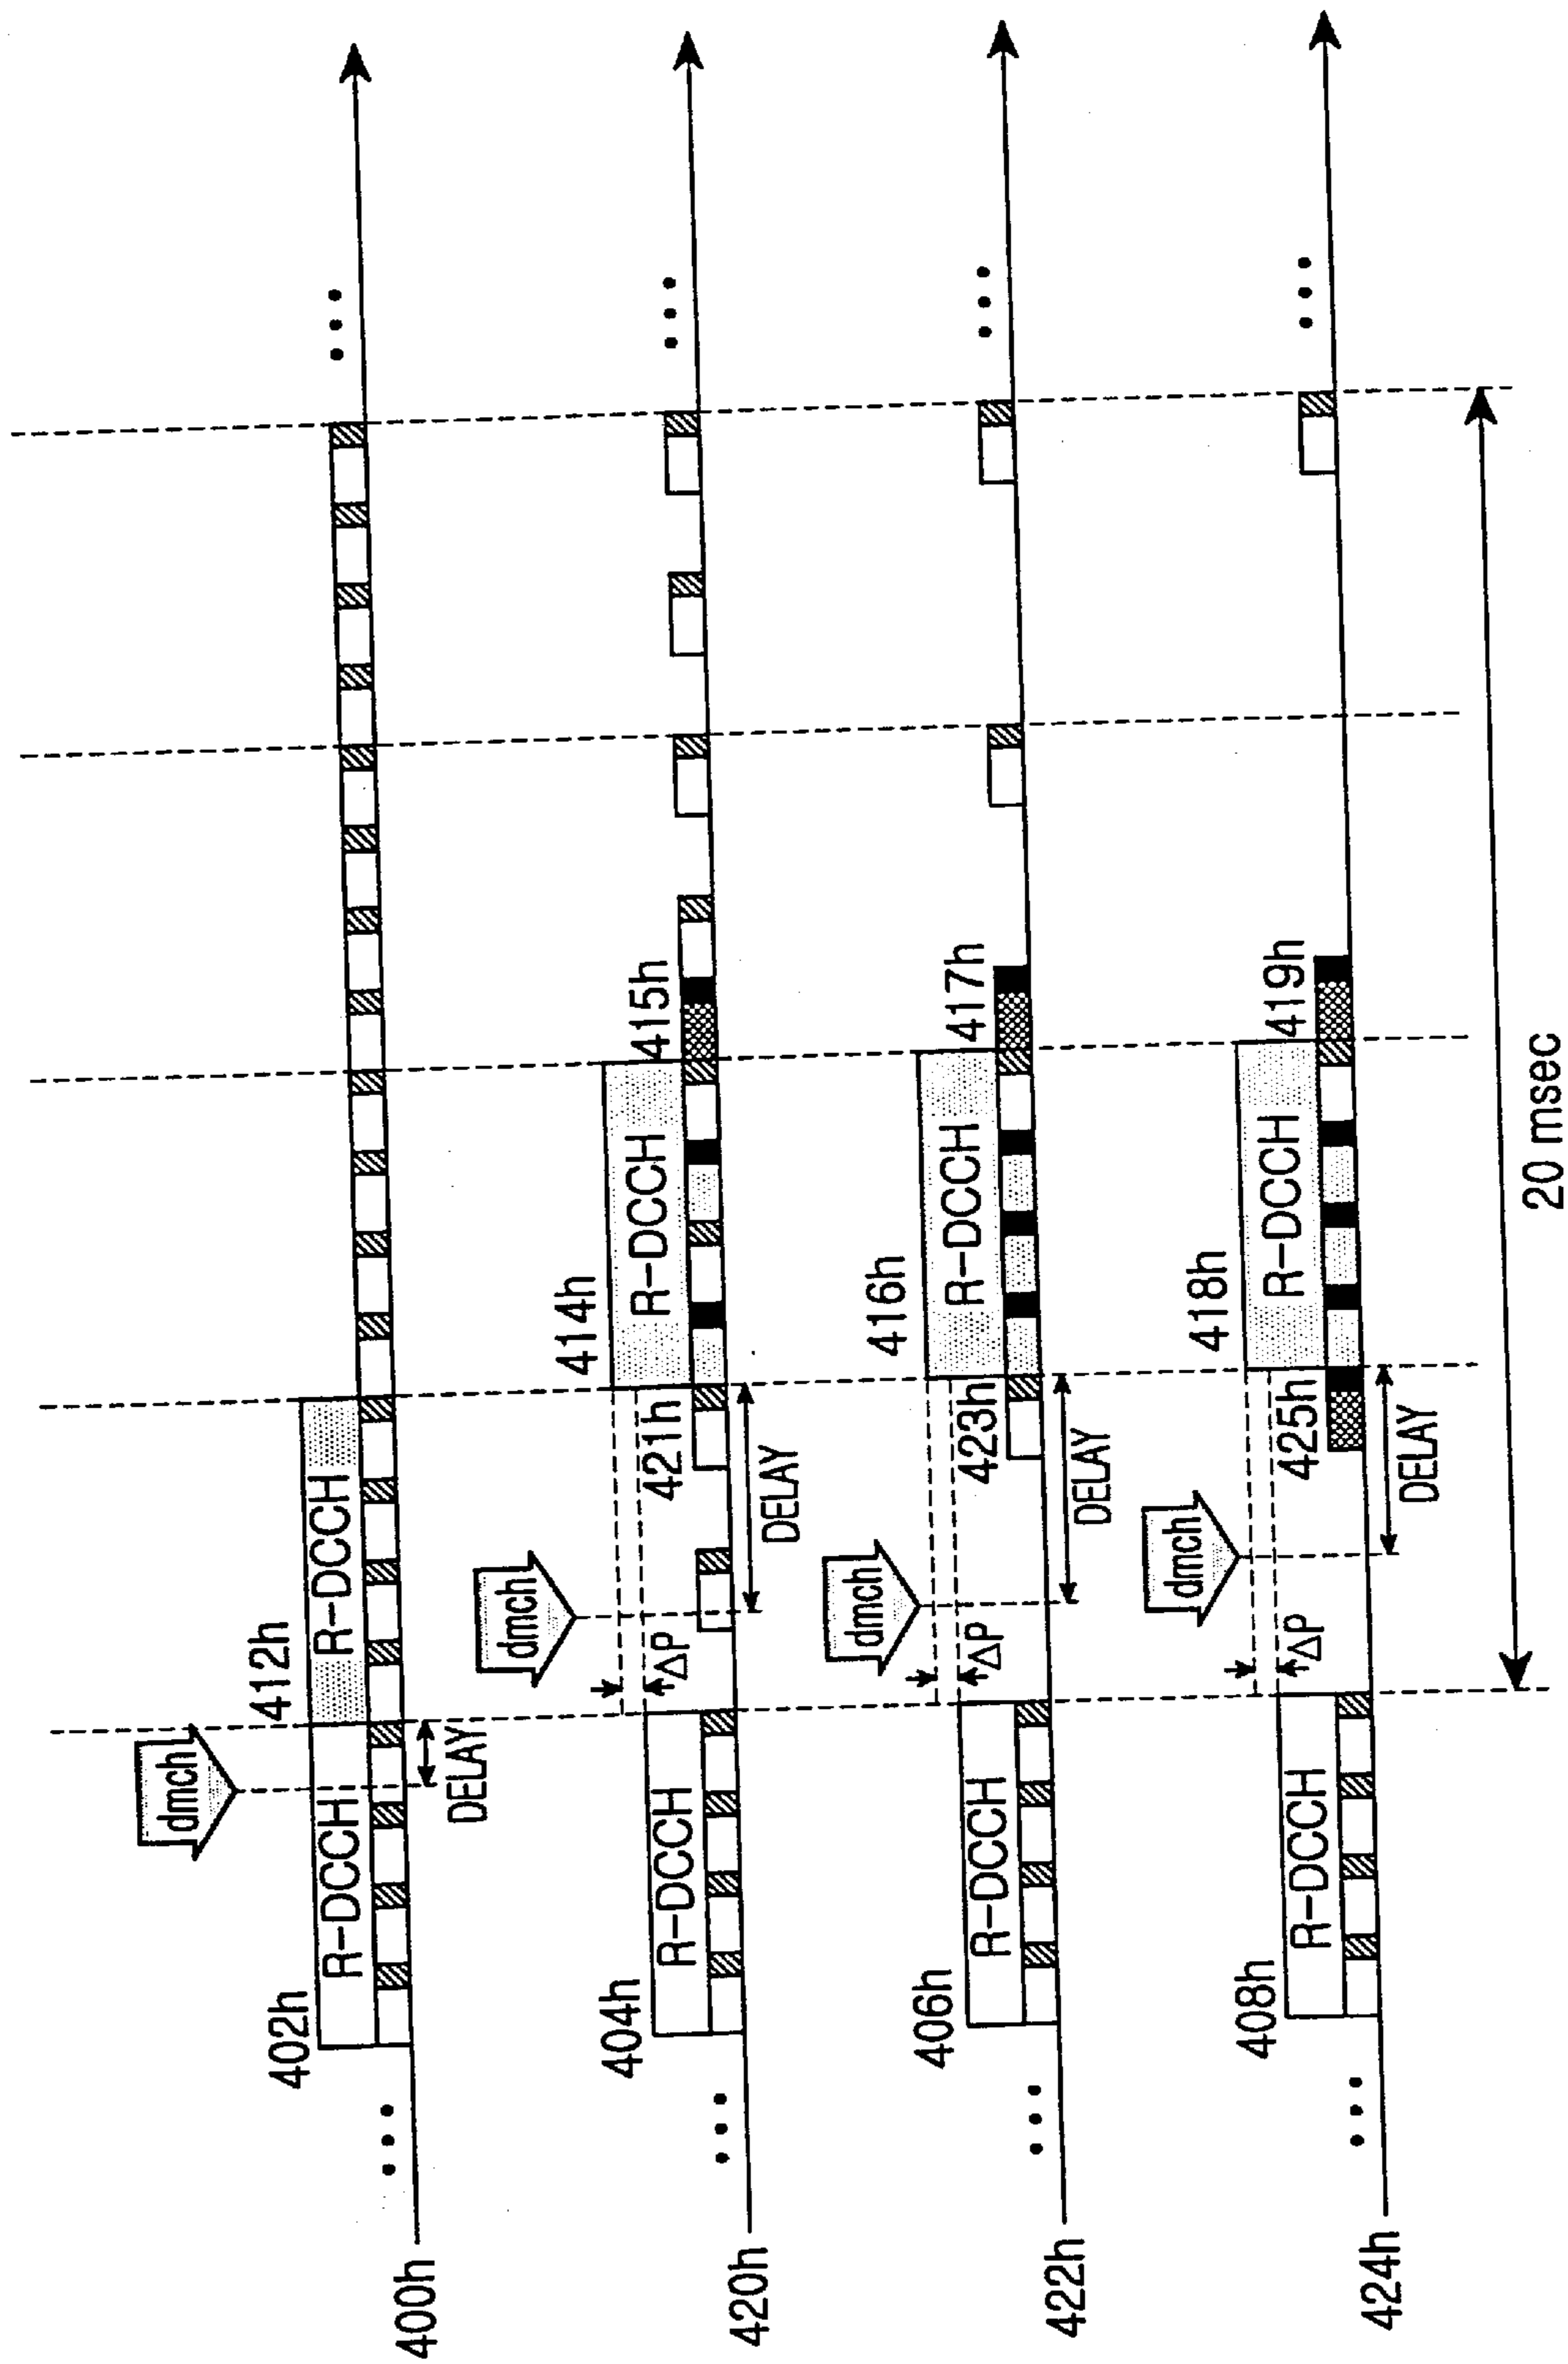 402h
R-DCCH
dmch
412h
R-DCCH
DELAY
400h
404h
R-DCCH
dmch
ΔP
414h
R-DCCH
421h
415h
DELAY
420h
406h
R-DCCH
dmch
ΔP
416h
R-DCCH
423h
417h
DELAY
422h
408h
R-DCCH
dmch
ΔP
418h
R-DCCH
425h
419h
DELAY
424h
20 msec